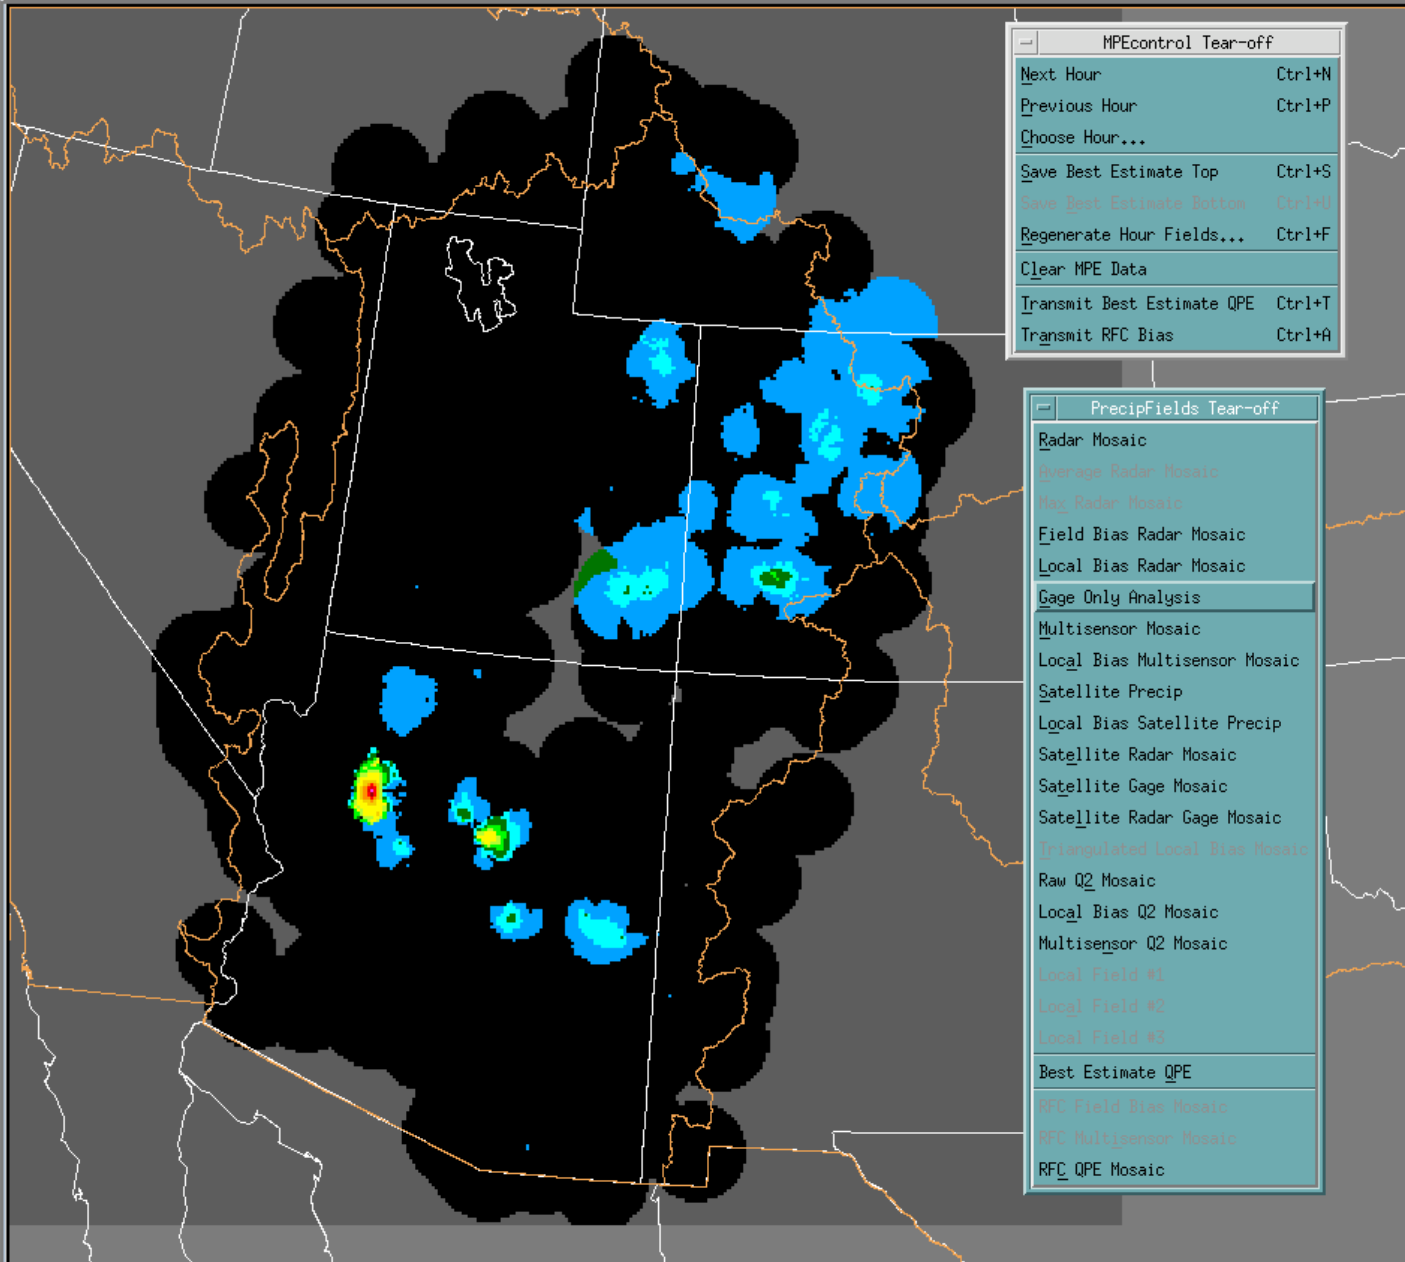 MPEcontrol Tear-off
Next Hour Ctrl+N
Previous Hour Ctrl+P
Choose Hour...
Save Best Estimate Top Ctrl+S
Save Best Estimate Bottom Ctrl+U
Regenerate Hour Fields... Ctrl+F
Clear MPE Data
Transmit Best Estimate QPE Ctrl+T
Transmit RFC Bias Ctrl+A
PrecipFields Tear-off
Radar Mosaic
Average Radar Mosaic
Max Radar Mosaic
Field Bias Radar Mosaic
Local Bias Radar Mosaic
Gage Only Analysis
Multisensor Mosaic
Local Bias Multisensor Mosaic
Satellite Precip
Local Bias Satellite Precip
Satellite Radar Mosaic
Satellite Gage Mosaic
Satellite Radar Gage Mosaic
Triangulated Local Bias Mosaic
Raw Q2 Mosaic
Local Bias Q2 Mosaic
Multisensor Q2 Mosaic
Local Field #1
Local Field #2
Local Field #3
Best Estimate QPE
RFC Field Bias Mosaic
RFC Multisensor Mosaic
RFC QPE Mosaic